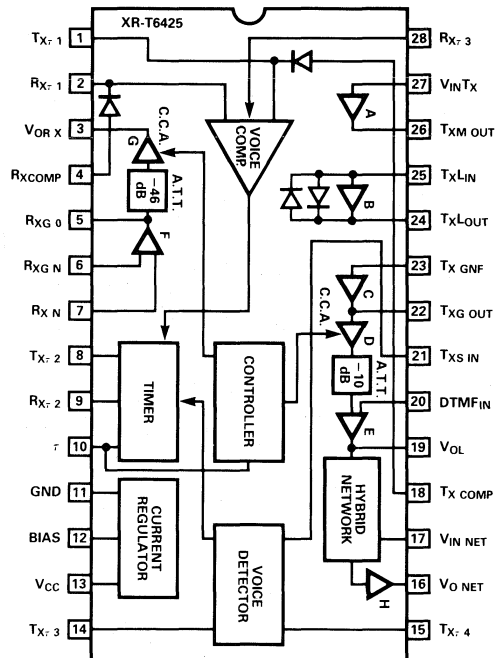 XR-T6425
TXτ 1 1
RXτ 1 2
VOR X 3
RXCOMP 4
RXG 0 5
RXG N 6
RX N 7
TXτ 2 8
RXτ 2 9
τ 10
GND 11
BIAS 12
VCC 13
TXτ 3 14
28 RXτ 3
27 VINTX
26 TXM OUT
25 TXLIN
24 TXLOUT
23 TX GNF
22 TXG OUT
21 TXS IN
20 DTMFIN
19 VOL
18 TX COMP
17 VIN NET
16 VO NET
15 TXτ 4
VOICE
COMP
C.C.A.
G
A.T.T.
−46
dB
F
A
B
C
C.C.A.
D
A.T.T.
−10
dB
E
TIMER
CONTROLLER
CURRENT
REGULATOR
VOICE
DETECTOR
HYBRID
NETWORK
H